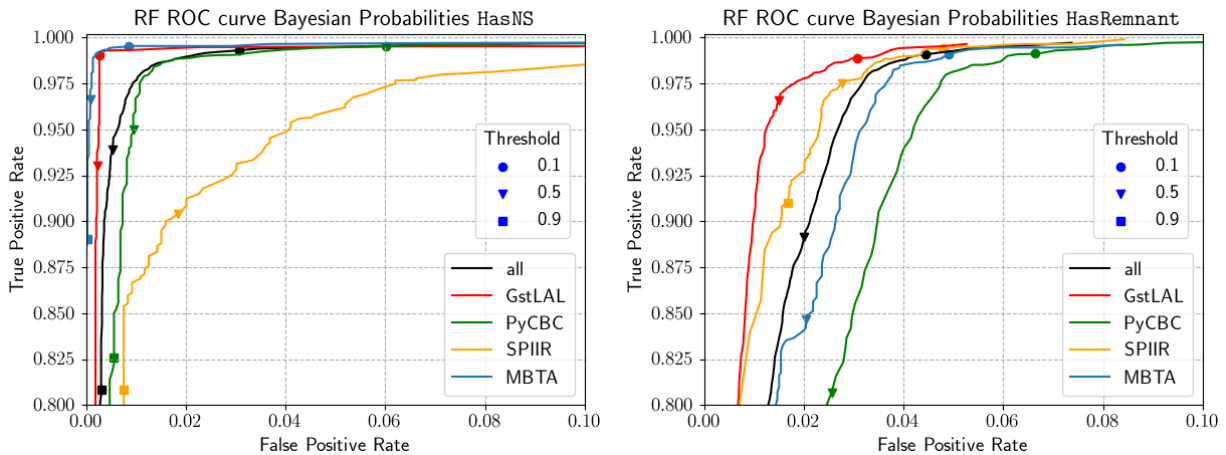 RF ROC curve Bayesian Probabilities HasNS
1.000
0.975
0.950
0.925
0.900
0.875
0.850
0.825
0.800
True Positive Rate
Threshold
0.1
0.5
0.9
all
GstLAL
PyCBC
SPIIR
MBTA
0.00
0.02
0.04
0.06
0.08
0.10
False Positive Rate
RF ROC curve Bayesian Probabilities HasRemnant
1.000
0.975
0.950
0.925
0.900
0.875
0.850
0.825
0.800
True Positive Rate
Threshold
0.1
0.5
0.9
all
GstLAL
PyCBC
SPIIR
MBTA
0.00
0.02
0.04
0.06
0.08
0.10
False Positive Rate